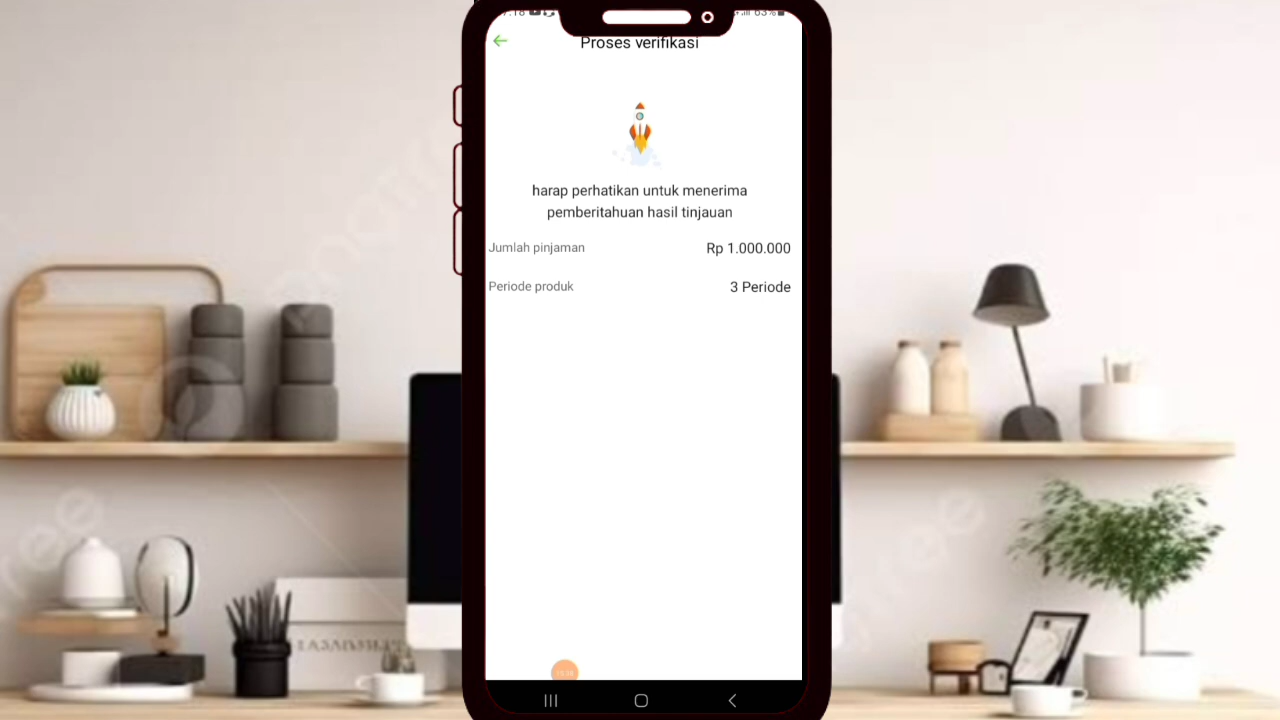 Proses verifikasi
harap perhatikan untuk menerima
pemberitahuan hasil tinjauan
Jumlah pinjaman
Rp 1.000.000
Periode produk
3 Periode